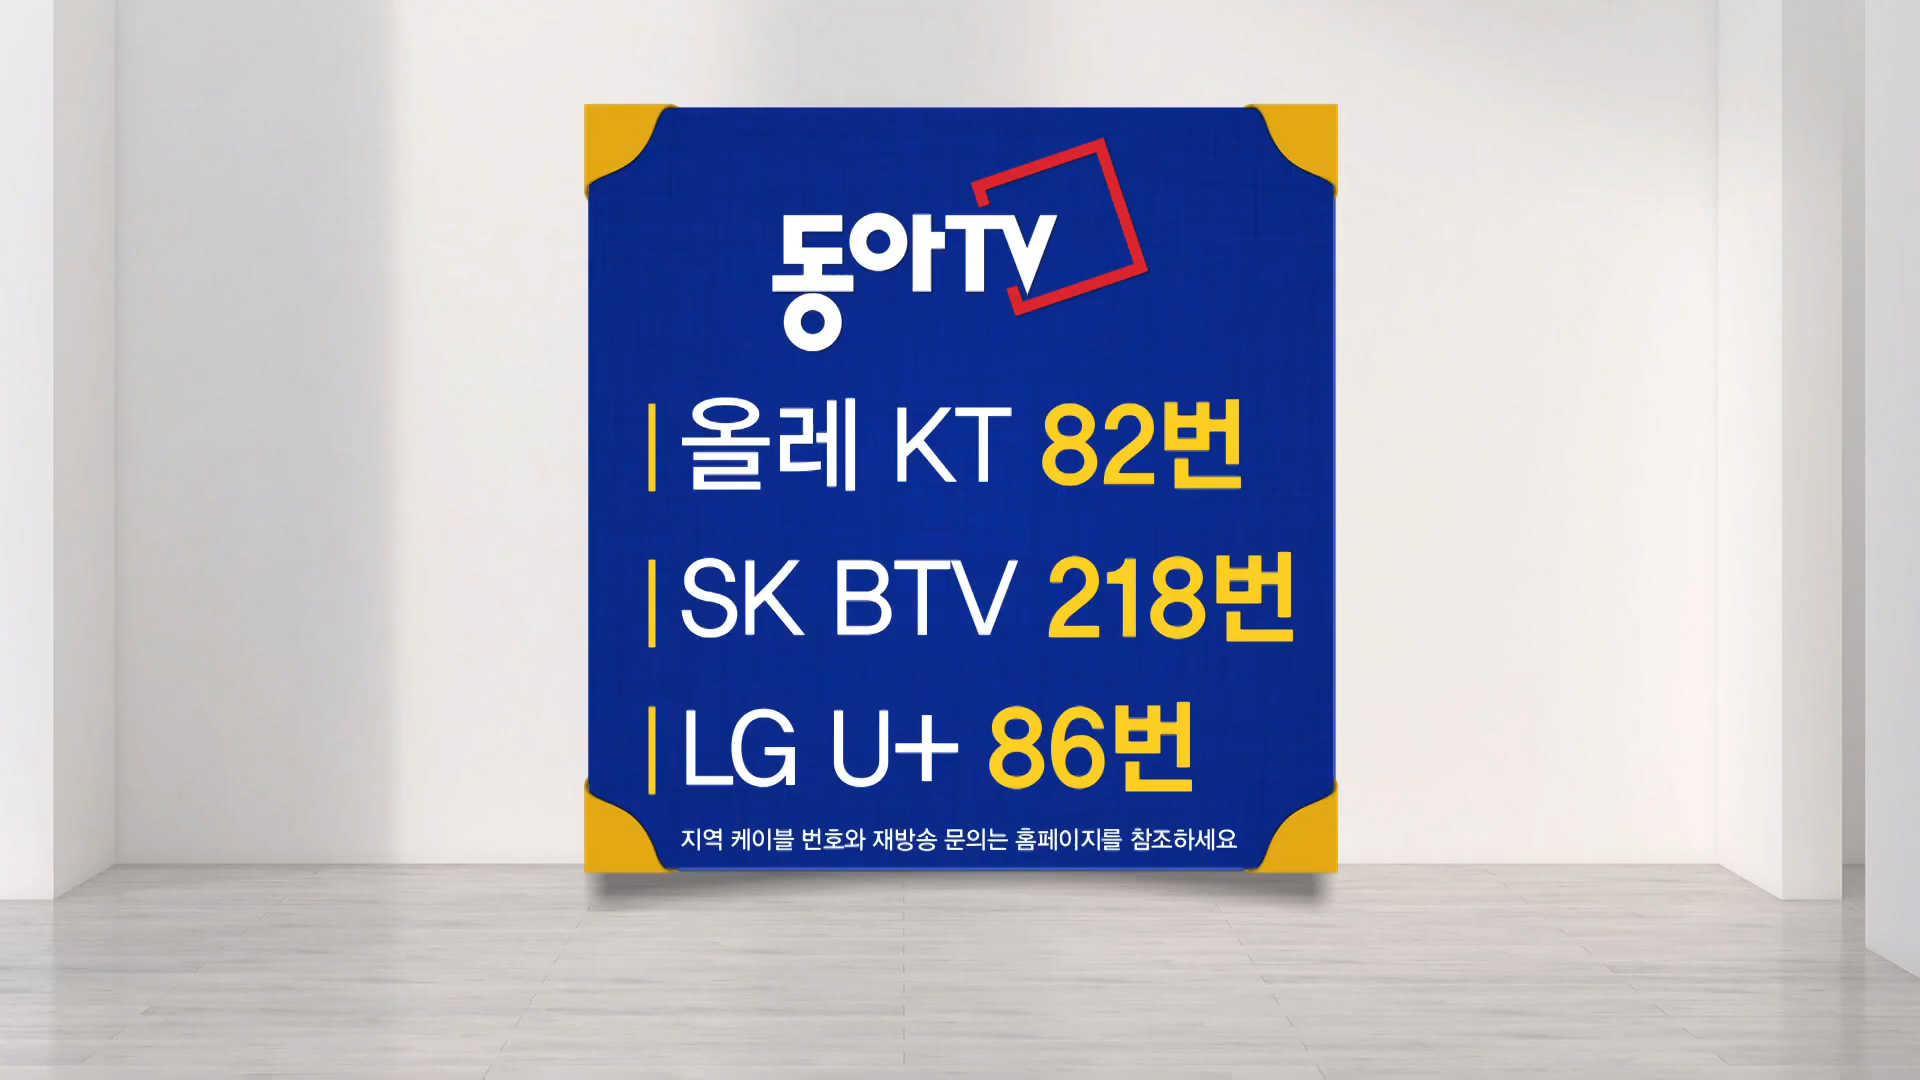 동아TV
올레 KT 82번
SK BTV 218번
LG U+ 86번
지역 케이블 번호와 재방송 문의는 홈페이지를 참조하세요